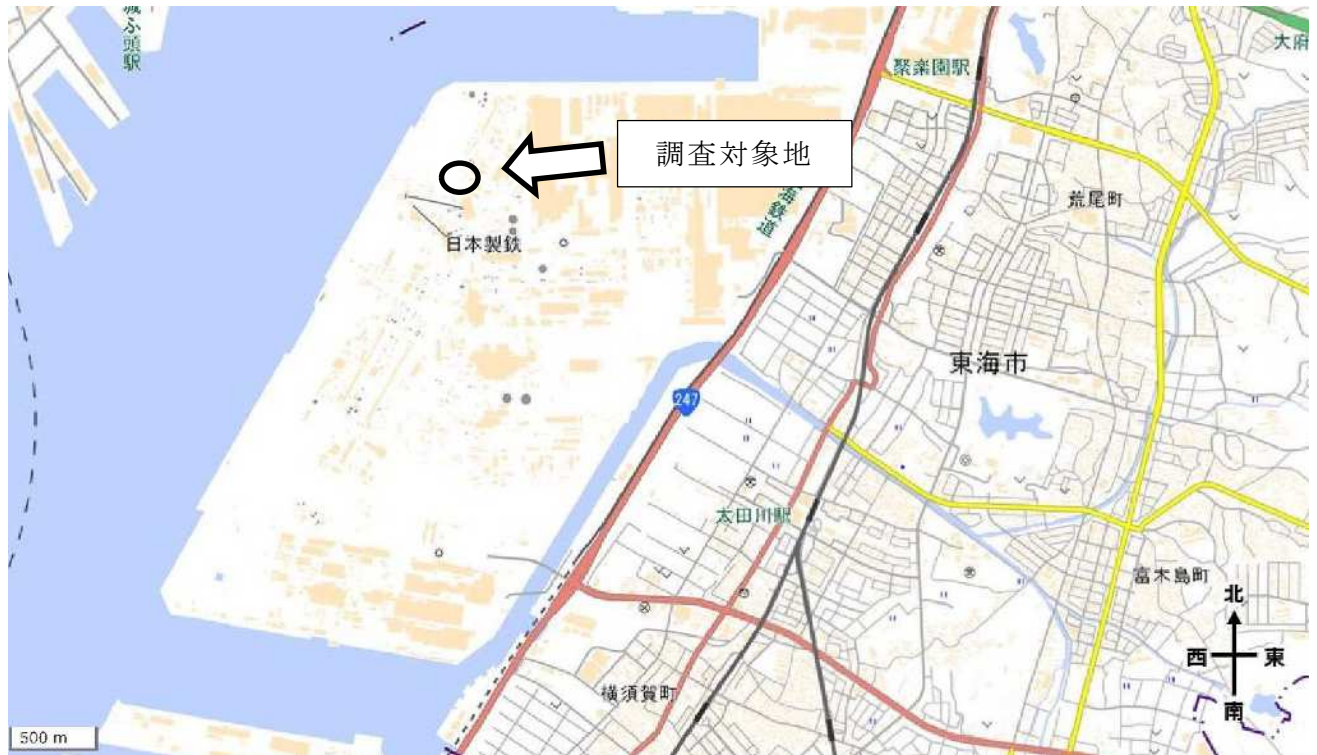 城ふ頭駅
大府
聚楽園駅
調査対象地
海鉄道
荒尾町
日本製鉄
東海市
247
太田川駅
富木島町
北
西
東
南
横須賀町
500 m